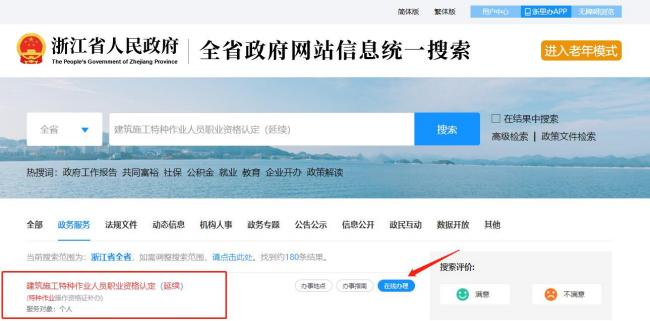 简体版 繁体版 用户中心 浙里办APP 无障碍浏览
浙江省人民政府
The People's Government of Zhejiang Province
全省政府网站信息统一搜索
进入老年模式
全省 建筑施工特种作业人员职业资格认定（延续） 搜索
在结果中搜索
高级检索 | 政策文件检索
热搜词：政府工作报告 共同富裕 社保 公积金 就业 教育 企业开办 政策解读
全部 政务服务 法规文件 动态信息 机构人事 政务专题 公告公示 信息公开 政民互动 数据开放 其他
当前搜索范围为：浙江省全省，如需调整搜索范围，请点击此处。找到约180条结果。
搜索评价:
建筑施工特种作业人员职业资格认定（延续）
办事地点 办事指南 在线办理
(特种作业操作资格证补办)
服务对象：个人
满意 不满意